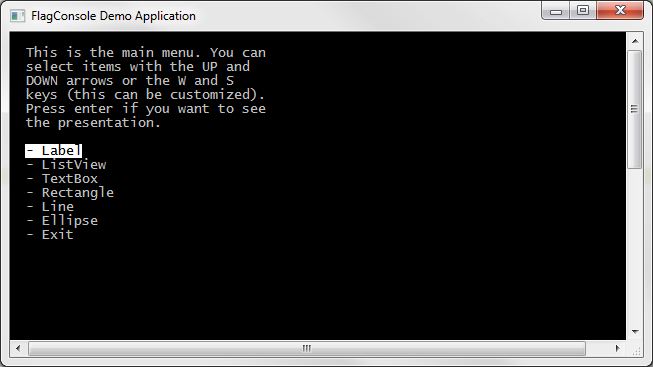 FlagConsole Demo Application
This is the main menu. You can
select items with the UP and
DOWN arrows or the W and S
keys (this can be customized).
Press enter if you want to see
the presentation.
- Label
- ListView
- TextBox
- Rectangle
- Line
- Ellipse
- Exit